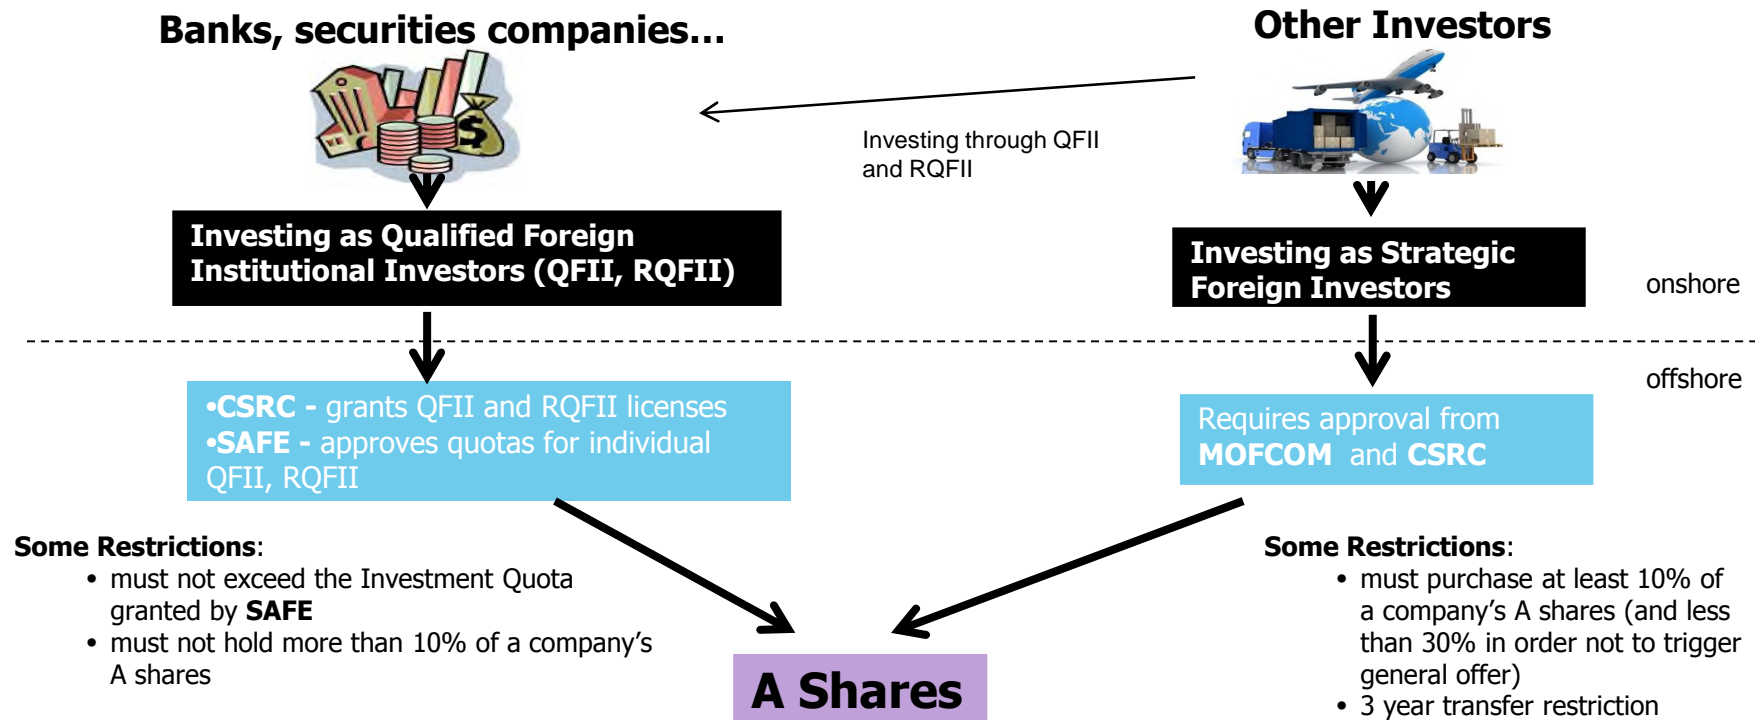 Banks, securities companies...
Other Investors
$
Investing through QFII
and RQFII
Investing as Qualified Foreign
Institutional Investors (QFII, RQFII)
Investing as Strategic
Foreign Investors
onshore
offshore
•CSRC - grants QFII and RQFII licenses
•SAFE - approves quotas for individual
QFII, RQFII
Requires approval from
MOFCOM and CSRC
Some Restrictions:
• must not exceed the Investment Quota
granted by SAFE
• must not hold more than 10% of a company's
A shares
Some Restrictions:
• must purchase at least 10% of
a company's A shares (and less
than 30% in order not to trigger
general offer)
• 3 year transfer restriction
A Shares